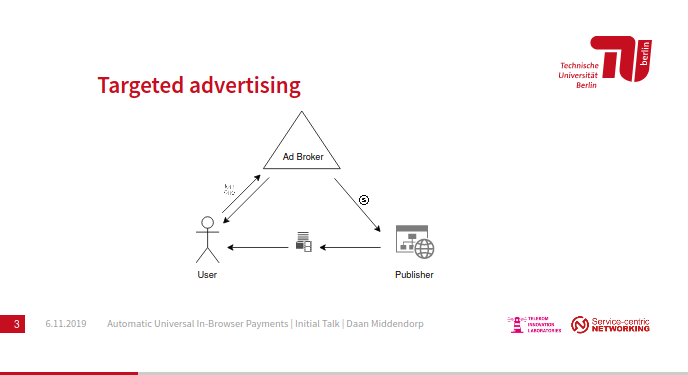 Technische
Universität
Berlin
berlin
Targeted advertising
Ad Broker
User
Publisher
3
6.11.2019
Automatic Universal In-Browser Payments | Initial Talk | Daan Middendorp
TELEKOM
INNOVATION
LABORATORIES
Service-centric
NETWORKING